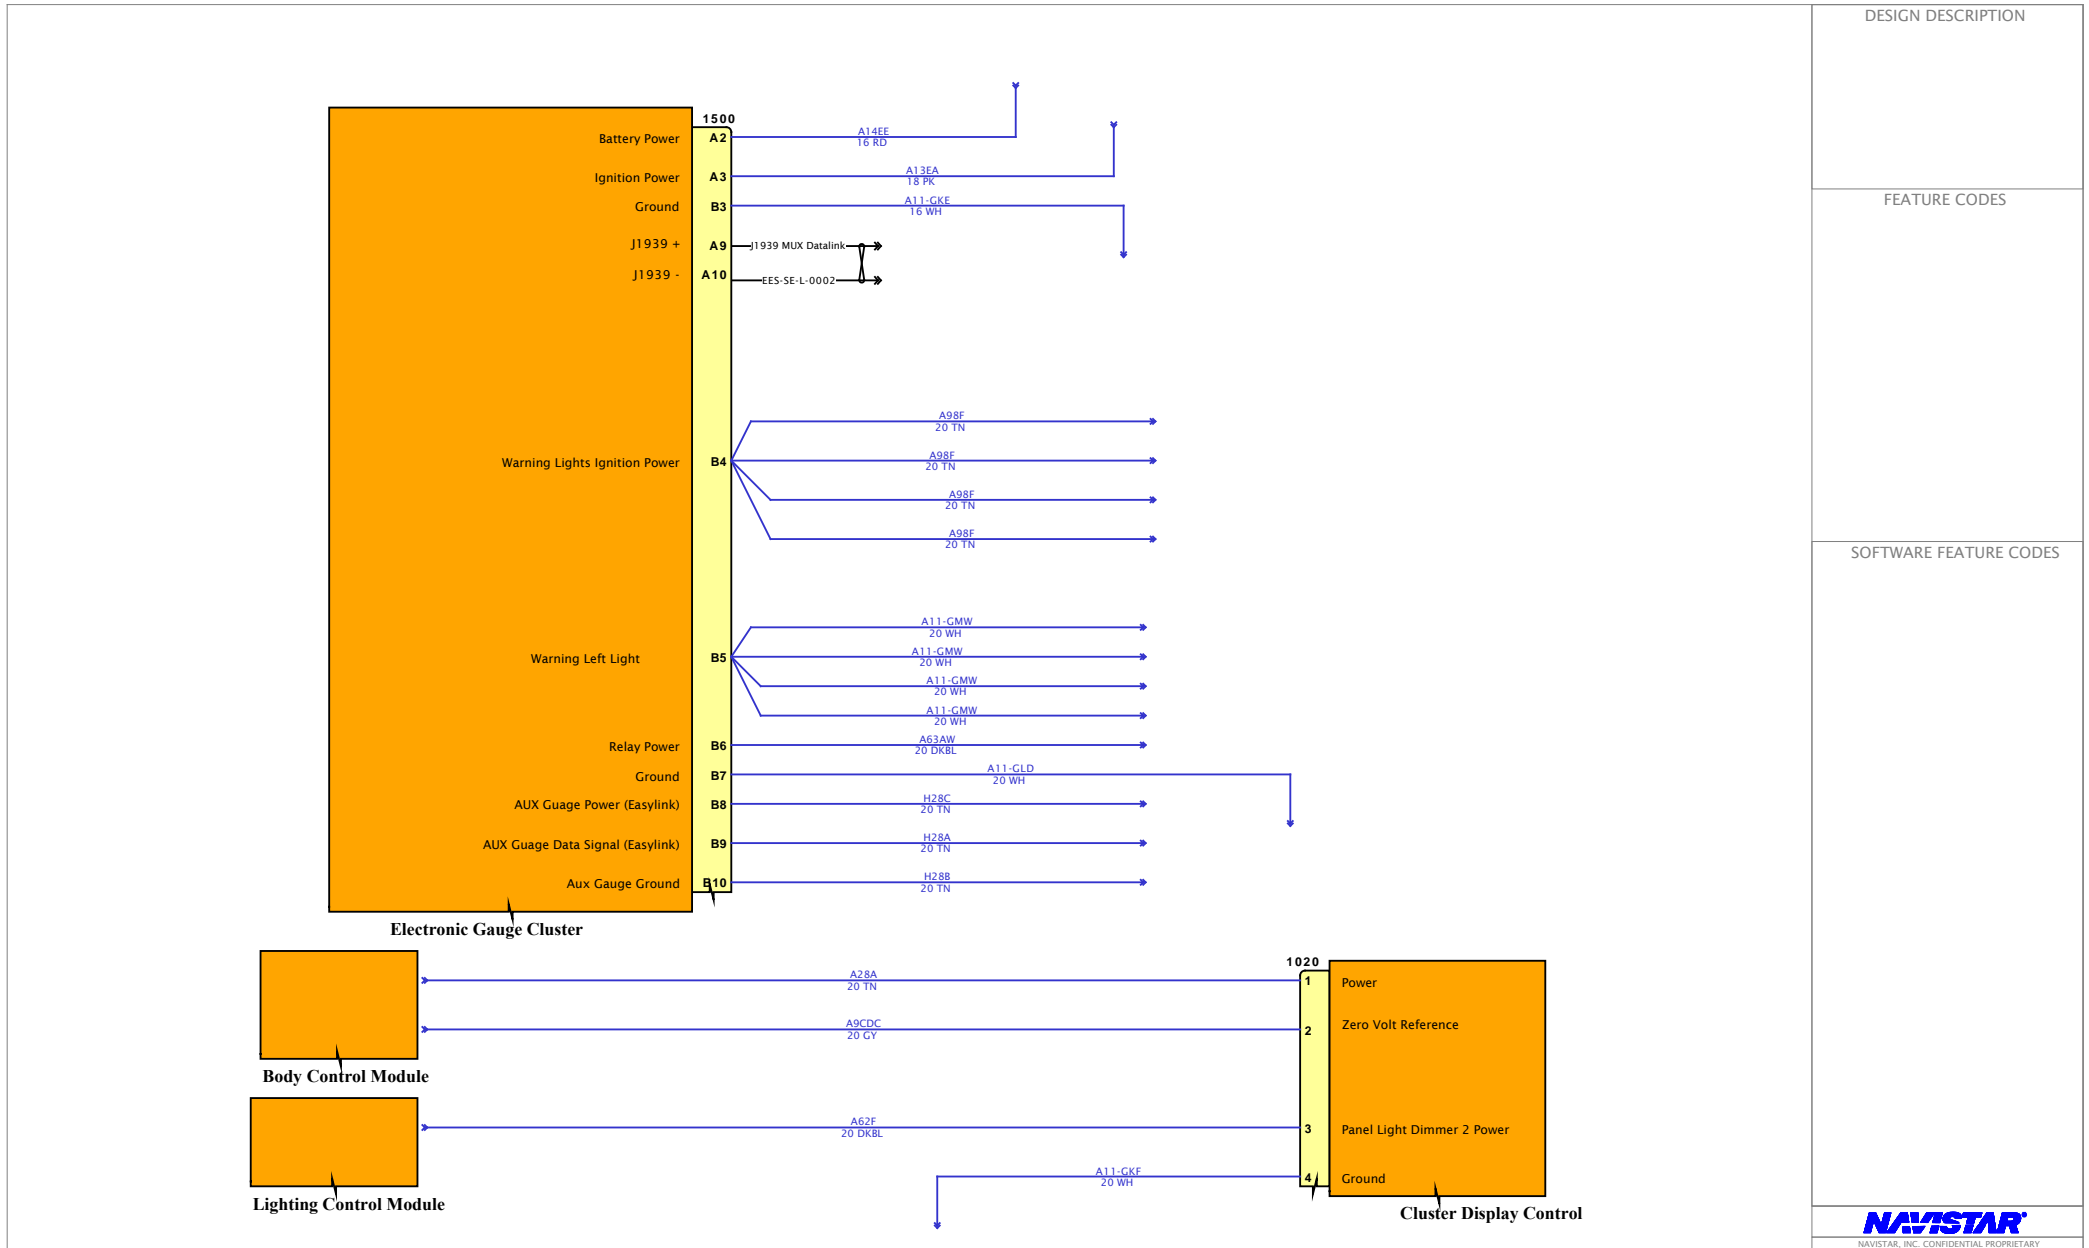 DESIGN DESCRIPTION
FEATURE CODES
SOFTWARE FEATURE CODES
1500
Battery Power A2 A14EE
16 RD
Ignition Power A3 A13EA
18 PK
Ground B3 A11-GKE
16 WH
J1939 + A9 J1939 MUX Datalink
J1939 - A10 EES-SE-L-0002
A98F
20 TN
Warning Lights Ignition Power B4 A98F
20 TN
A98F
20 TN
A98F
20 TN
A11-GMW
20 WH
Warning Left Light B5 A11-GMW
20 WH
A11-GMW
20 WH
A11-GMW
20 WH
Relay Power B6 A63AW
20 DKBL
Ground B7 A11-GLD
20 WH
AUX Guage Power (Easylink) B8 H28C
20 TN
AUX Guage Data Signal (Easylink) B9 H28A
20 TN
Aux Gauge Ground B10 H28B
20 TN
Electronic Gauge Cluster
1020
A28A 1 Power
20 TN
A9CDC 2 Zero Volt Reference
20 GY
Body Control Module
A62F 3 Panel Light Dimmer 2 Power
20 DKBL
A11-GKF 4 Ground
20 WH
Lighting Control Module
Cluster Display Control
NAVISTAR
NAVISTAR, INC. CONFIDENTIAL PROPRIETARY